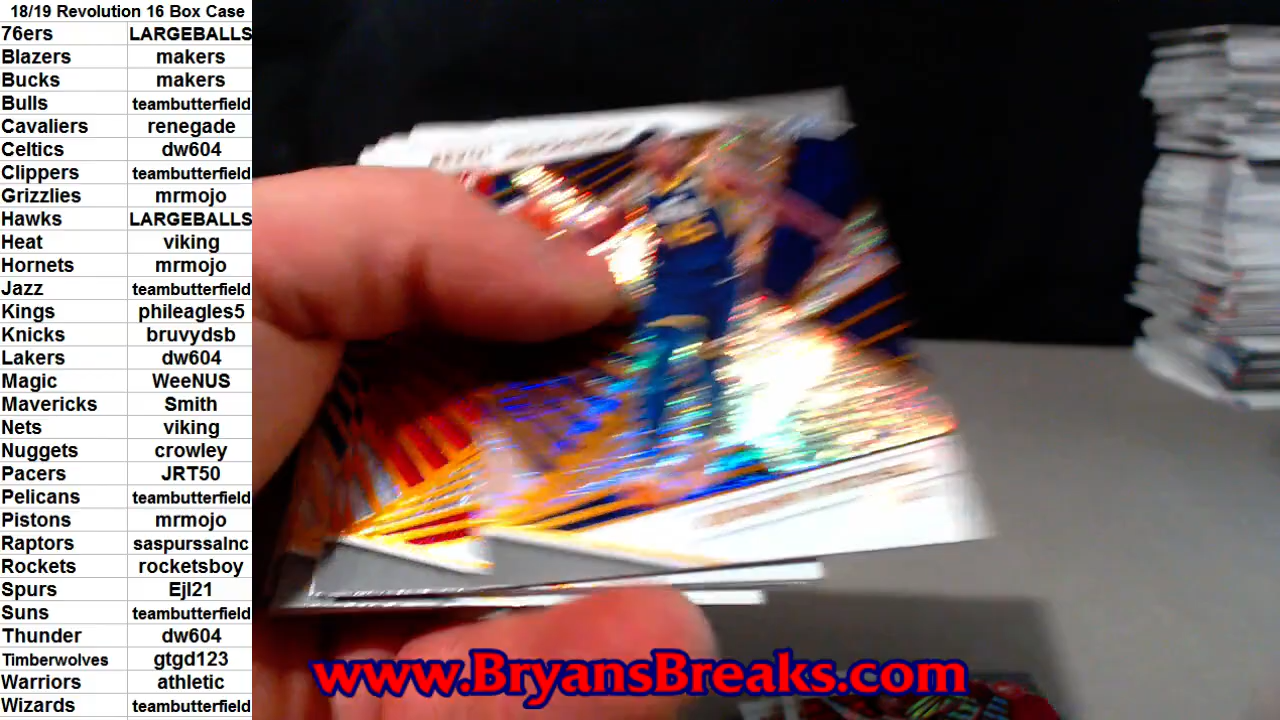 18/19 Revolution 16 Box Case
76ers LARGEBALLS
Blazers makers
Bucks makers
Bulls teambutterfield
Cavaliers renegade
Celtics dw604
Clippers teambutterfield
Grizzlies mrmojo
Hawks LARGEBALLS
Heat viking
Hornets mrmojo
Jazz teambutterfield
Kings phileagles5
Knicks bruvydsb
Lakers dw604
Magic WeeNUS
Mavericks Smith
Nets viking
Nuggets crowley
Pacers JRT50
Pelicans teambutterfield
Pistons mrmojo
Raptors saspurssalnc
Rockets rocketsboy
Spurs Ejl21
Suns teambutterfield
Thunder dw604
Timberwolves gtgd123
Warriors athletic
Wizards teambutterfield
www.BryansBreaks.com